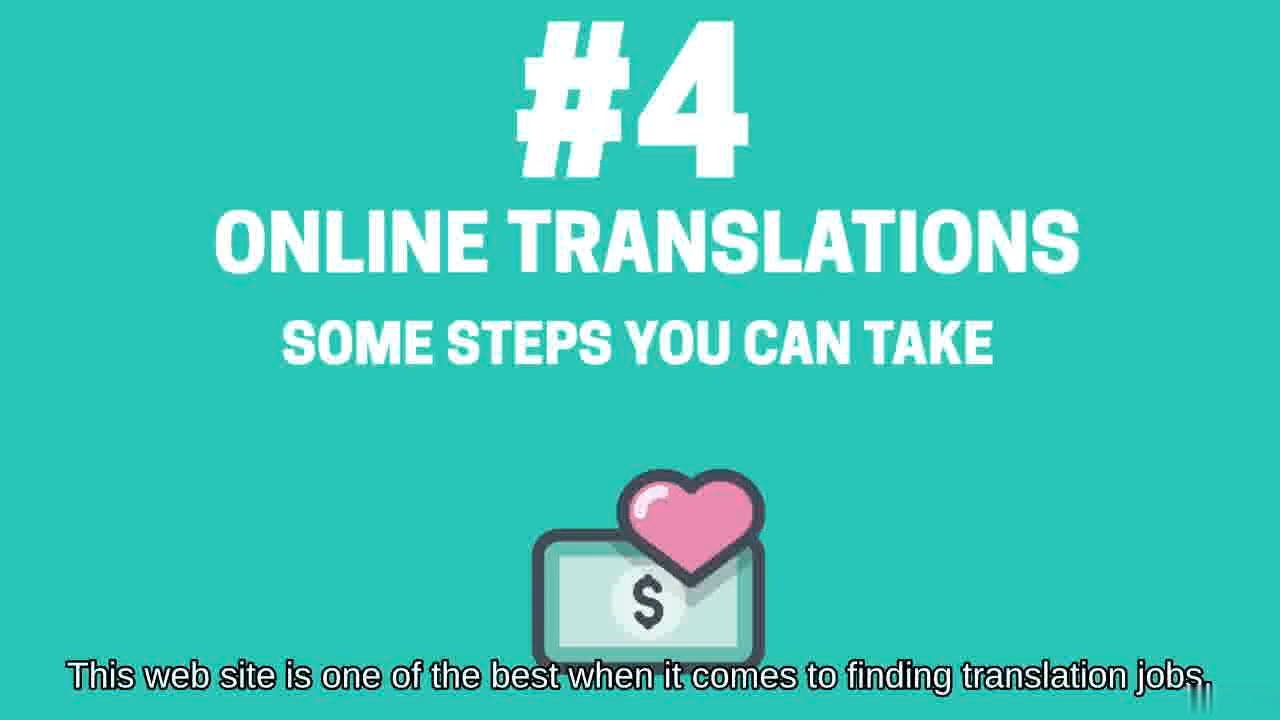 #4
ONLINE TRANSLATIONS
SOME STEPS YOU CAN TAKE
$
This web site is one of the best when it comes to finding translation jobs.